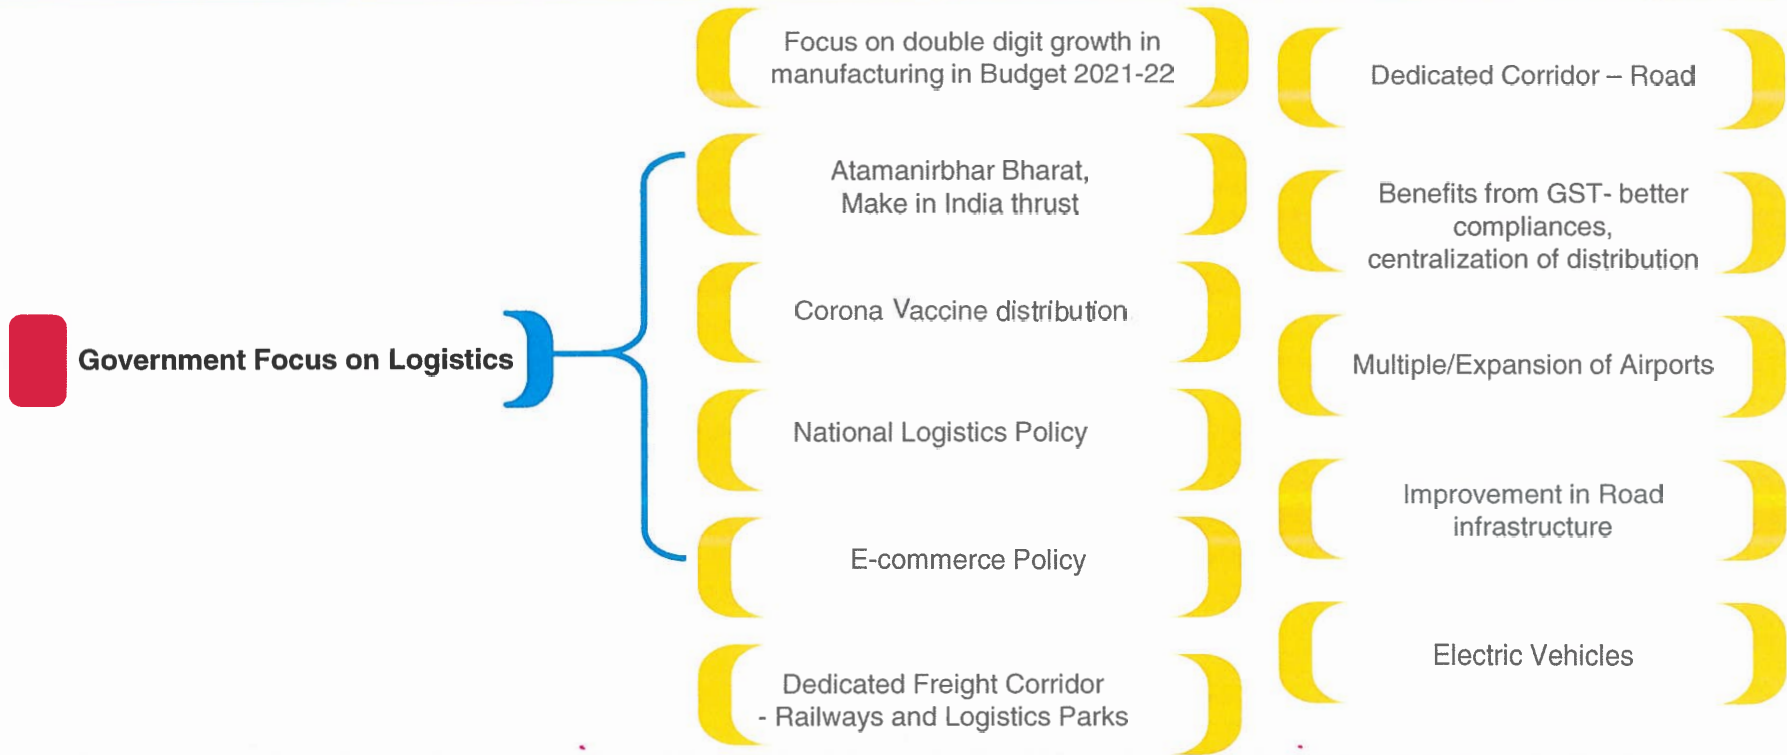 Government Focus on Logistics
Focus on double digit growth in
manufacturing in Budget 2021-22
Atamanirbhar Bharat,
Make in India thrust
Corona Vaccine distribution
National Logistics Policy
E-commerce Policy
Dedicated Freight Corridor
- Railways and Logistics Parks
Dedicated Corridor – Road
Benefits from GST- better
compliances,
centralization of distribution
Multiple/Expansion of Airports
Improvement in Road
infrastructure
Electric Vehicles